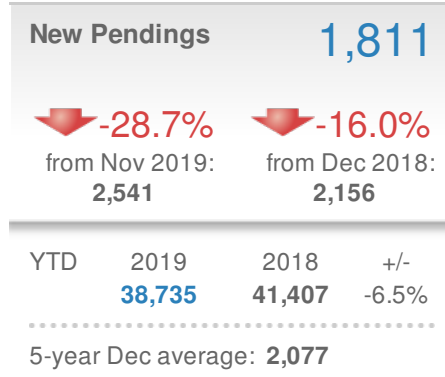 New Pendings 1,811
-28.7% -16.0%
from Nov 2019: from Dec 2018:
2,541 2,156
YTD 2019 2018 +/-
38,735 41,407 -6.5%
5-year Dec average: 2,077